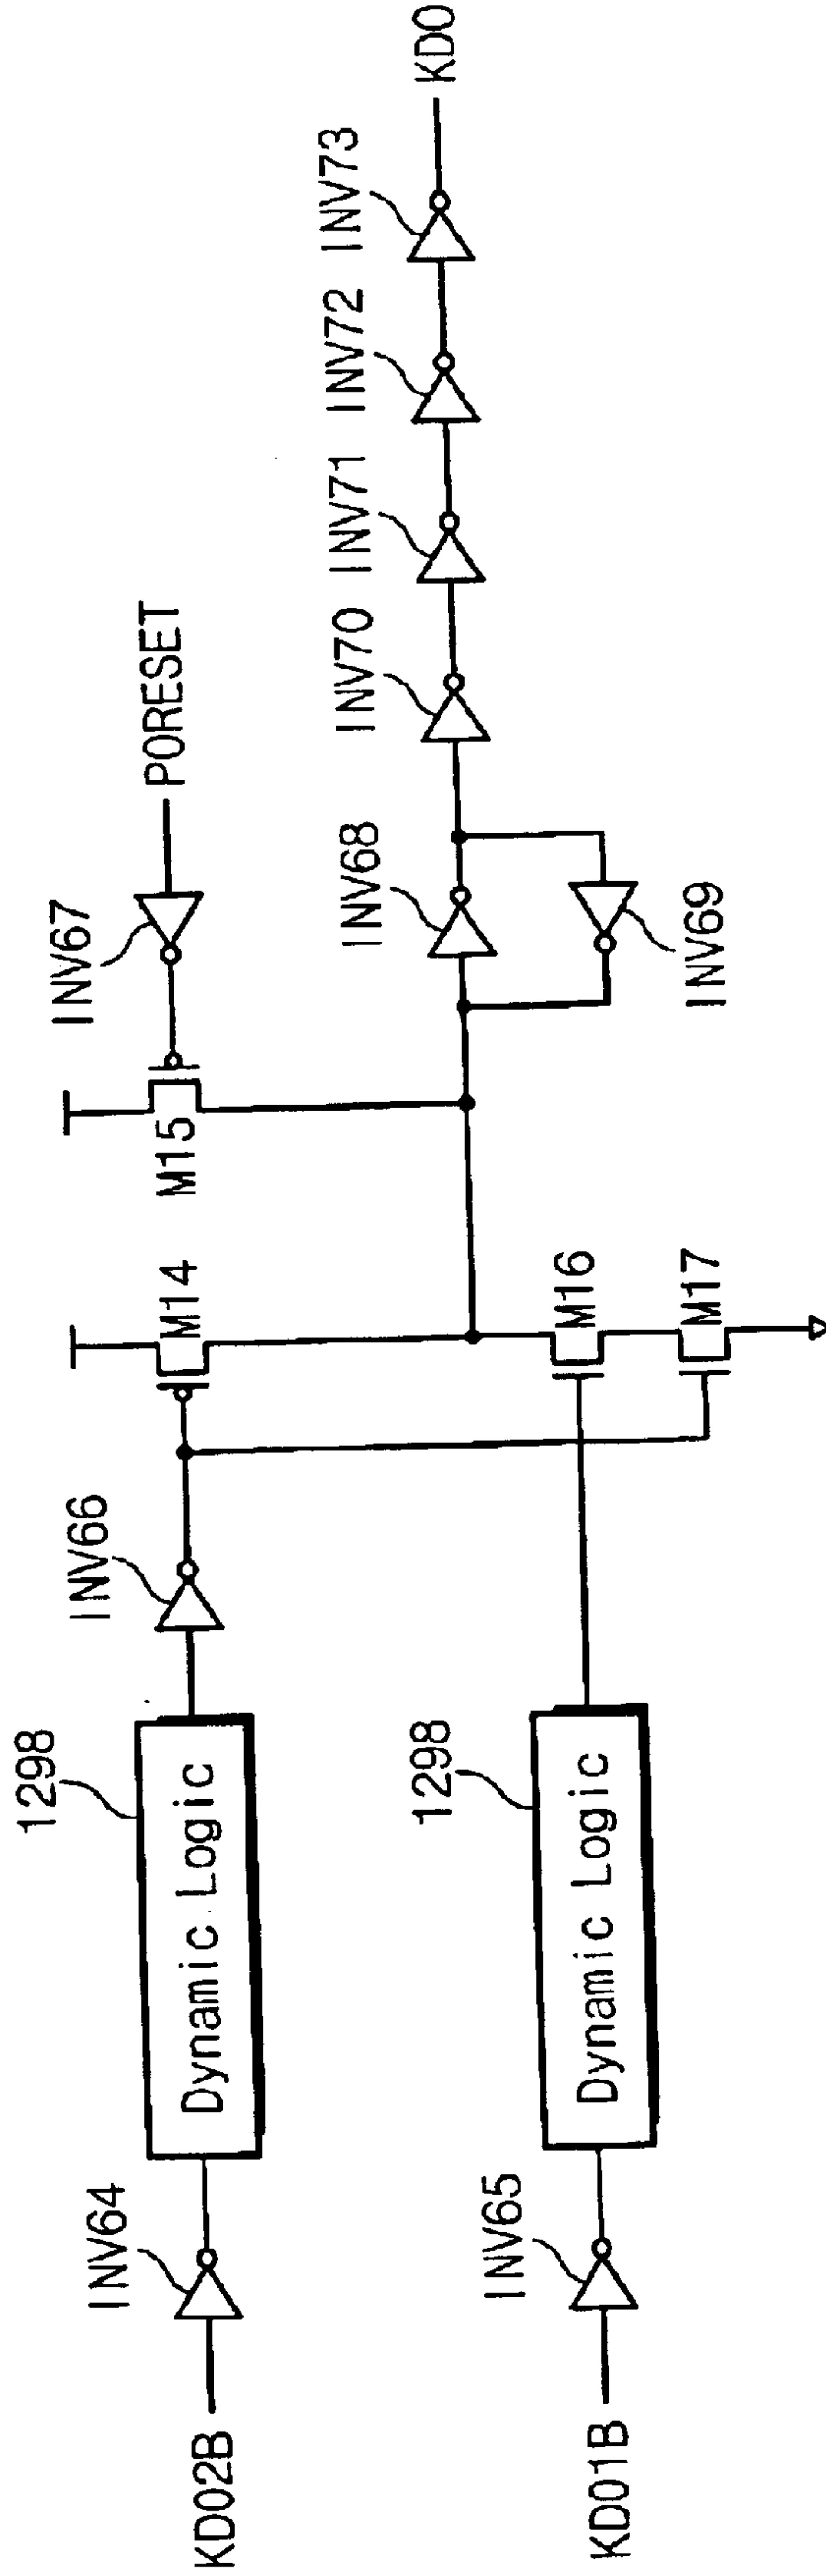 KD02B
INV64
1298
Dynamic Logic
INV66
M14
M15
INV67
PORESET
KD01B
INV65
1298
Dynamic Logic
M16
M17
INV68
INV69
INV70
INV71
INV72
INV73
KDO